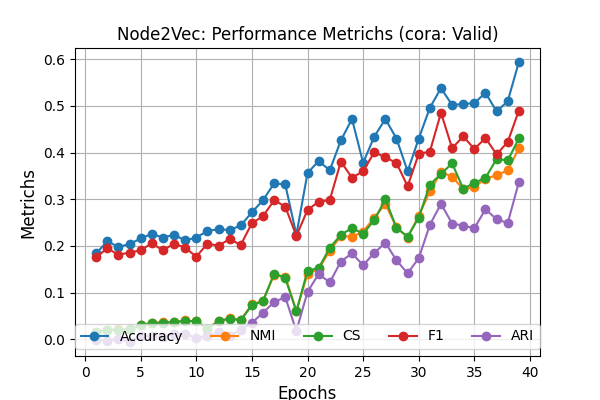 Node2Vec: Performance Metrichs (cora: Valid)
0.6
0.5
0.4
0.3
0.2
0.1
0.0
Metrichs
Accuracy NMI CS F1 ARI
0 5 10 15 20 25 30 35 40
Epochs